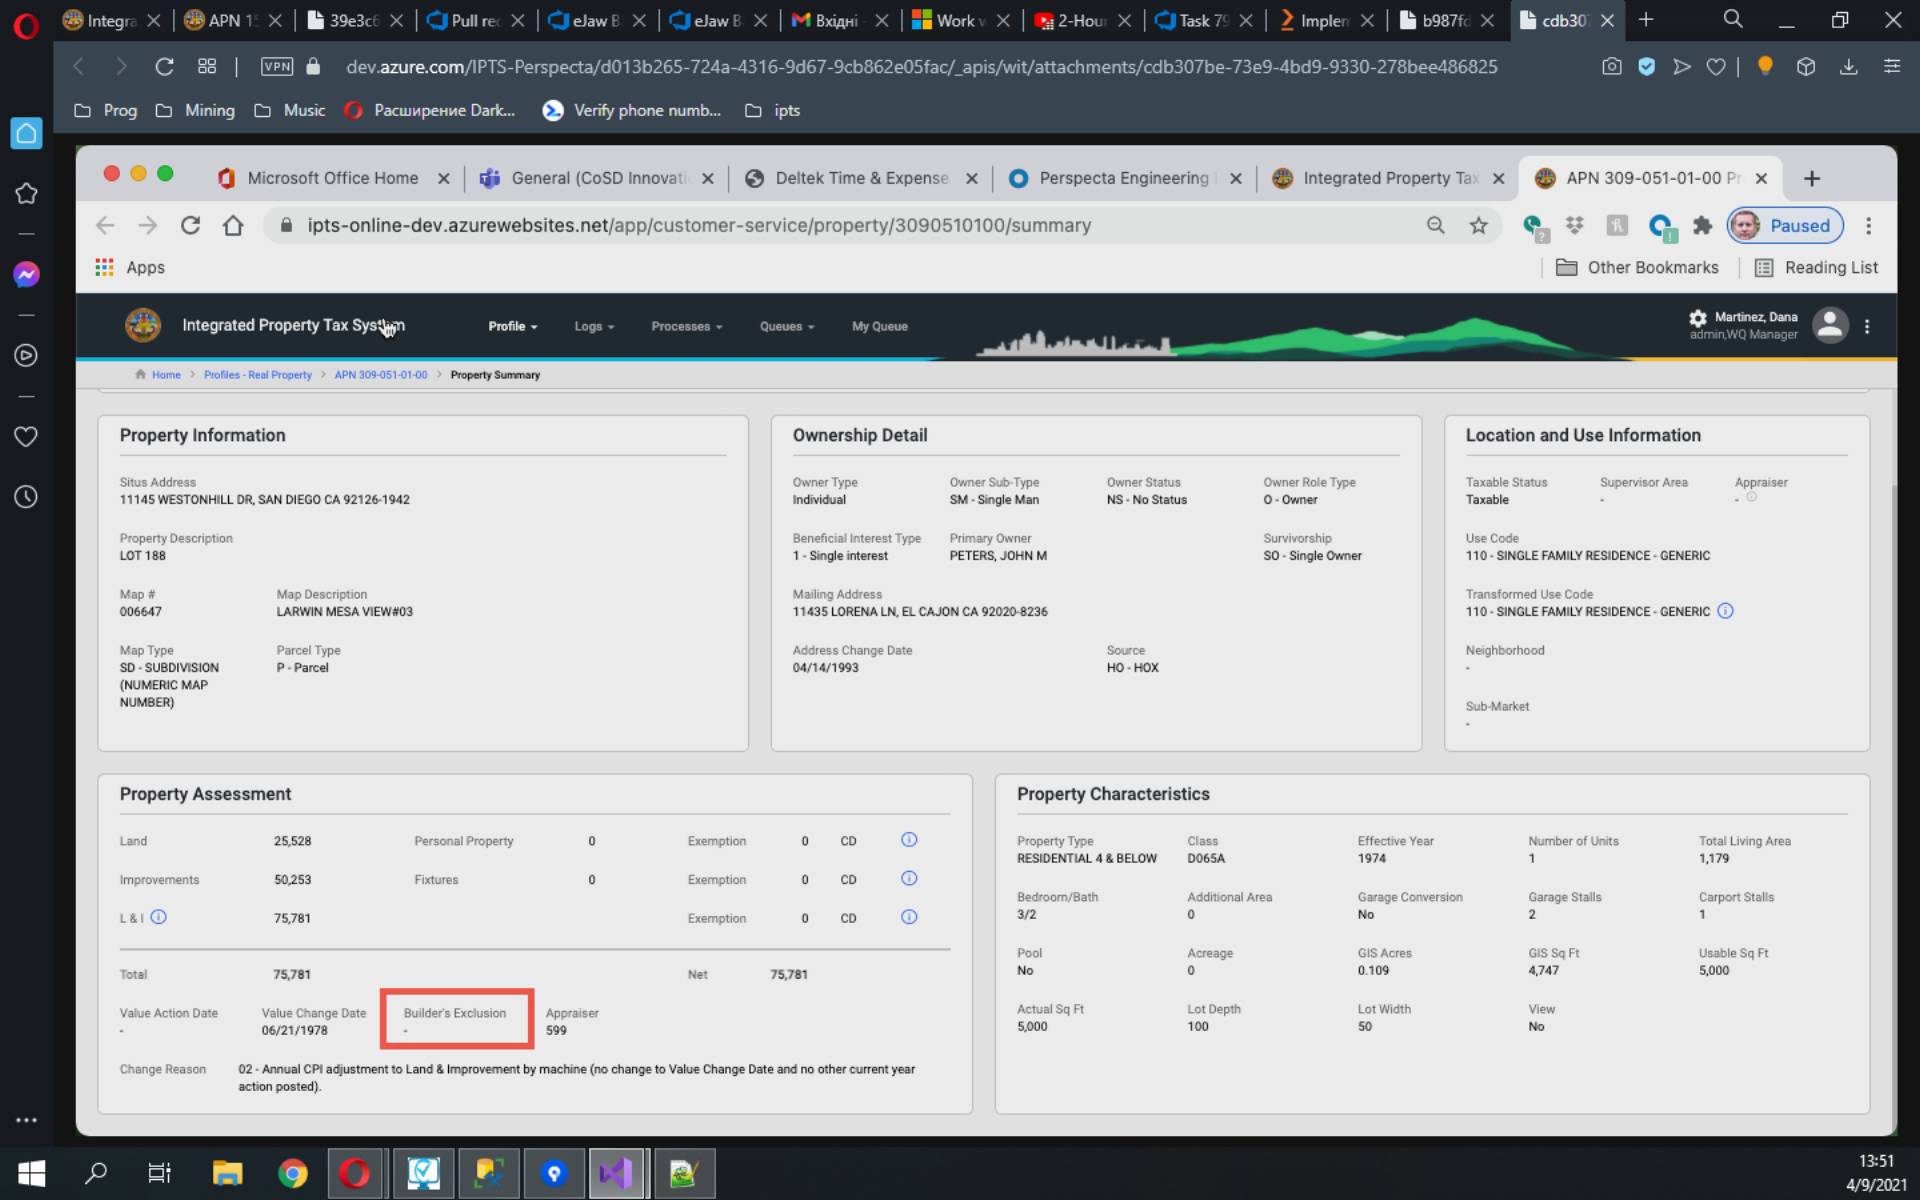 Integra
APN 1
39e3c6
Pull rec
eJaw B
eJaw B
Вхідні
Work w
2-Hour
Task 79
Implem
b987fd
cdb307
VPN
dev.azure.com/IPTS-Perspecta/d013b265-724a-4316-9d67-9cb862e05fac/_apis/wit/attachments/cdb307be-73e9-4bd9-9330-278bee486825
Prog
Mining
Music
Расширение Dark...
Verify phone numb...
ipts
Microsoft Office Home
General (CoSD Innovati
Deltek Time & Expense
Perspecta Engineering
Integrated Property Tax
APN 309-051-01-00 Pr
ipts-online-dev.azurewebsites.net/app/customer-service/property/3090510100/summary
Paused
Apps
Other Bookmarks
Reading List
Integrated Property Tax System
Profile
Logs
Processes
Queues
My Queue
Martinez, Dana
admin,WQ Manager
Home > Profiles - Real Property > APN 309-051-01-00 > Property Summary
Property Information
Situs Address
11145 WESTONHILL DR, SAN DIEGO CA 92126-1942
Property Description
LOT 188
Map # Map Description
006647 LARWIN MESA VIEW#03
Map Type Parcel Type
SD - SUBDIVISION P - Parcel
(NUMERIC MAP
NUMBER)
Ownership Detail
Owner Type Owner Sub-Type Owner Status Owner Role Type
Individual SM - Single Man NS - No Status O - Owner
Beneficial Interest Type Primary Owner Survivorship
1 - Single interest PETERS, JOHN M SO - Single Owner
Mailing Address
11435 LORENA LN, EL CAJON CA 92020-8236
Address Change Date Source
04/14/1993 HO - HOX
Location and Use Information
Taxable Status Supervisor Area Appraiser
Taxable - -
Use Code
110 - SINGLE FAMILY RESIDENCE - GENERIC
Transformed Use Code
110 - SINGLE FAMILY RESIDENCE - GENERIC
Neighborhood
-
Sub-Market
-
Property Assessment
Land 25,528 Personal Property 0 Exemption 0 CD
Improvements 50,253 Fixtures 0 Exemption 0 CD
L & I 75,781 Exemption 0 CD
Total 75,781 Net 75,781
Value Action Date Value Change Date Builder's Exclusion Appraiser
- 06/21/1978 - 599
Change Reason 02 - Annual CPI adjustment to Land & Improvement by machine (no change to Value Change Date and no other current year
action posted).
Property Characteristics
Property Type Class Effective Year Number of Units Total Living Area
RESIDENTIAL 4 & BELOW D065A 1974 1 1,179
Bedroom/Bath Additional Area Garage Conversion Garage Stalls Carport Stalls
3/2 0 No 2 1
Pool Acreage GIS Acres GIS Sq Ft Usable Sq Ft
No 0 0.109 4,747 5,000
Actual Sq Ft Lot Depth Lot Width View
5,000 100 50 No
13:51
4/9/2021